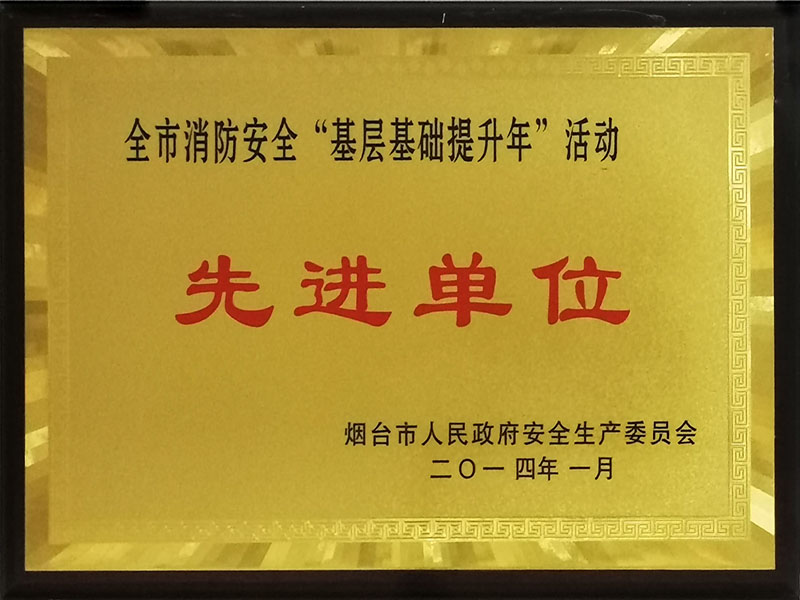 全市消防安全“基层基础提升年”活动
先进单位
烟台市人民政府安全生产委员会
二〇一四年一月